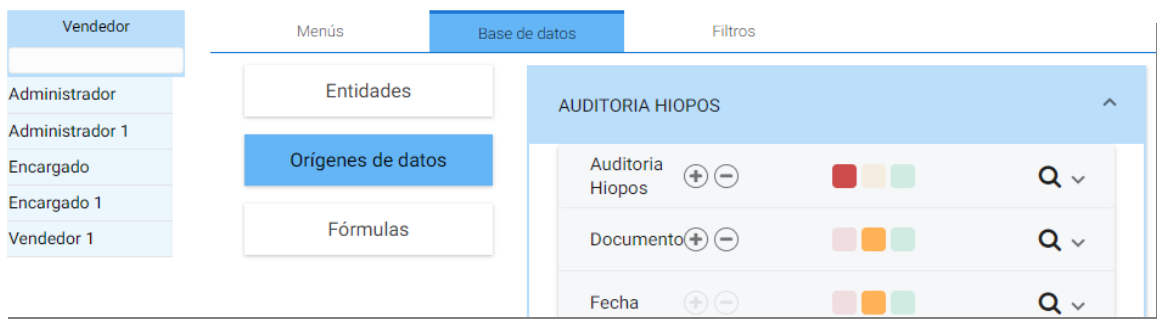 Vendedor
Administrador
Administrador 1
Encargado
Encargado 1
Vendedor 1
Menús
Base de datos
Filtros
Entidades
Orígenes de datos
Fórmulas
AUDITORIA HIOPOS
Auditoria
Hiopos
Documento
Fecha